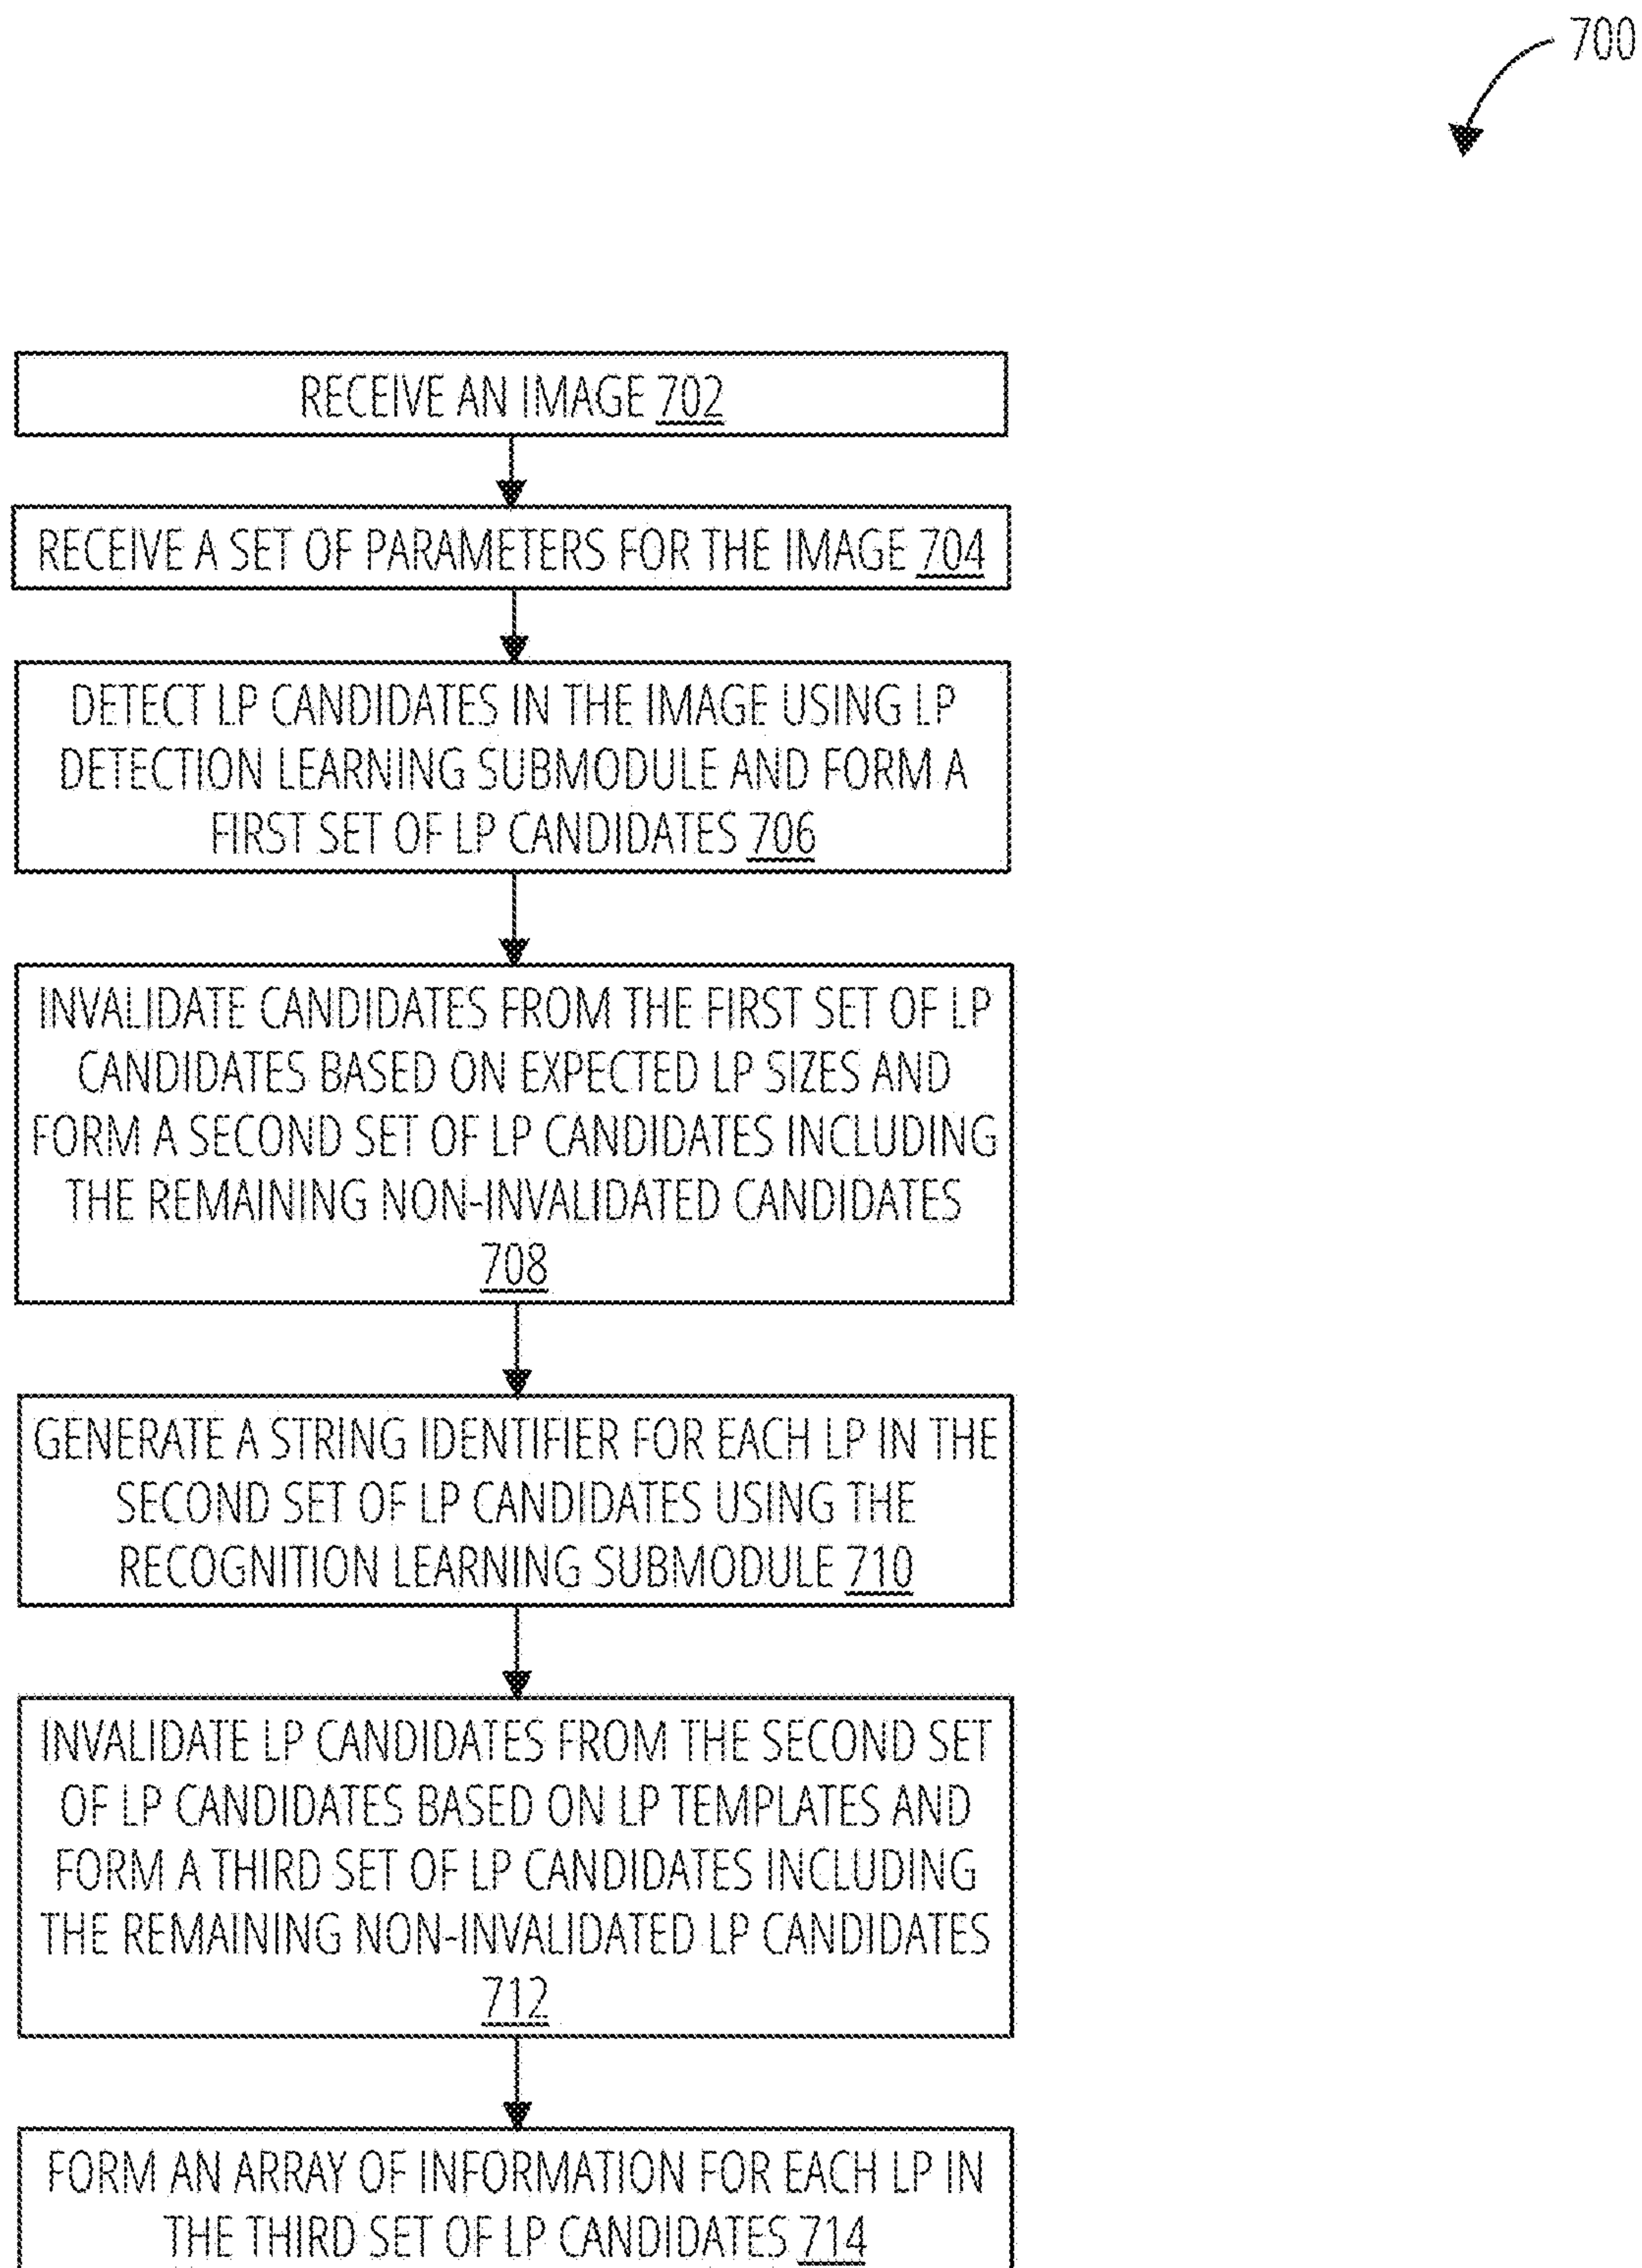 700
RECEIVE AN IMAGE 702
RECEIVE A SET OF PARAMETERS FOR THE IMAGE 704
DETECT LP CANDIDATES IN THE IMAGE USING LP
DETECTION LEARNING SUBMODULE AND FORM A
FIRST SET OF LP CANDIDATES 706
INVALIDATE CANDIDATES FROM THE FIRST SET OF LP
CANDIDATES BASED ON EXPECTED LP SIZES AND
FORM A SECOND SET OF LP CANDIDATES INCLUDING
THE REMAINING NON-INVALIDATED CANDIDATES
708
GENERATE A STRING IDENTIFIER FOR EACH LP IN THE
SECOND SET OF LP CANDIDATES USING THE
RECOGNITION LEARNING SUBMODULE 710
INVALIDATE LP CANDIDATES FROM THE SECOND SET
OF LP CANDIDATES BASED ON LP TEMPLATES AND
FORM A THIRD SET OF LP CANDIDATES INCLUDING
THE REMAINING NON-INVALIDATED LP CANDIDATES
712
FORM AN ARRAY OF INFORMATION FOR EACH LP IN
THE THIRD SET OF LP CANDIDATES 714